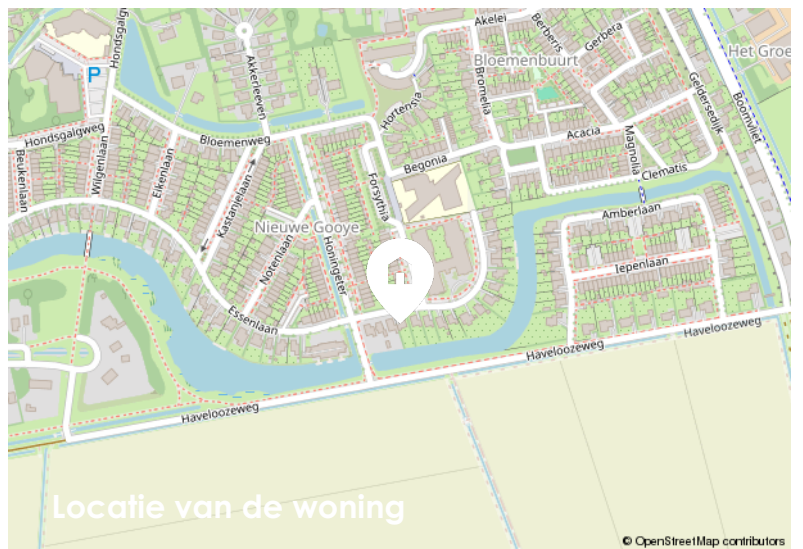 Akelei
Berberis
Gerbera
Hondsgalgw
P
Akkerleeven
Bloemenbuurt
Het Groe
Bromelia
Hortensia
Geldersedijk
Boomvliet
Hondsgalgweg
Bloemenweg
Acacia
Magnolia
Beukenlaan
Wilgenlaan
Eikenlaan
Begonia
Clematis
Kastanjelaan
Forsythia
Amberlaan
Nieuwe Gooye
Notenlaan
Honingeter
Iepenlaan
Essenlaan
Haveloozeweg
Haveloozeweg
Haveloozeweg
Locatie van de woning
© OpenStreetMap contributors